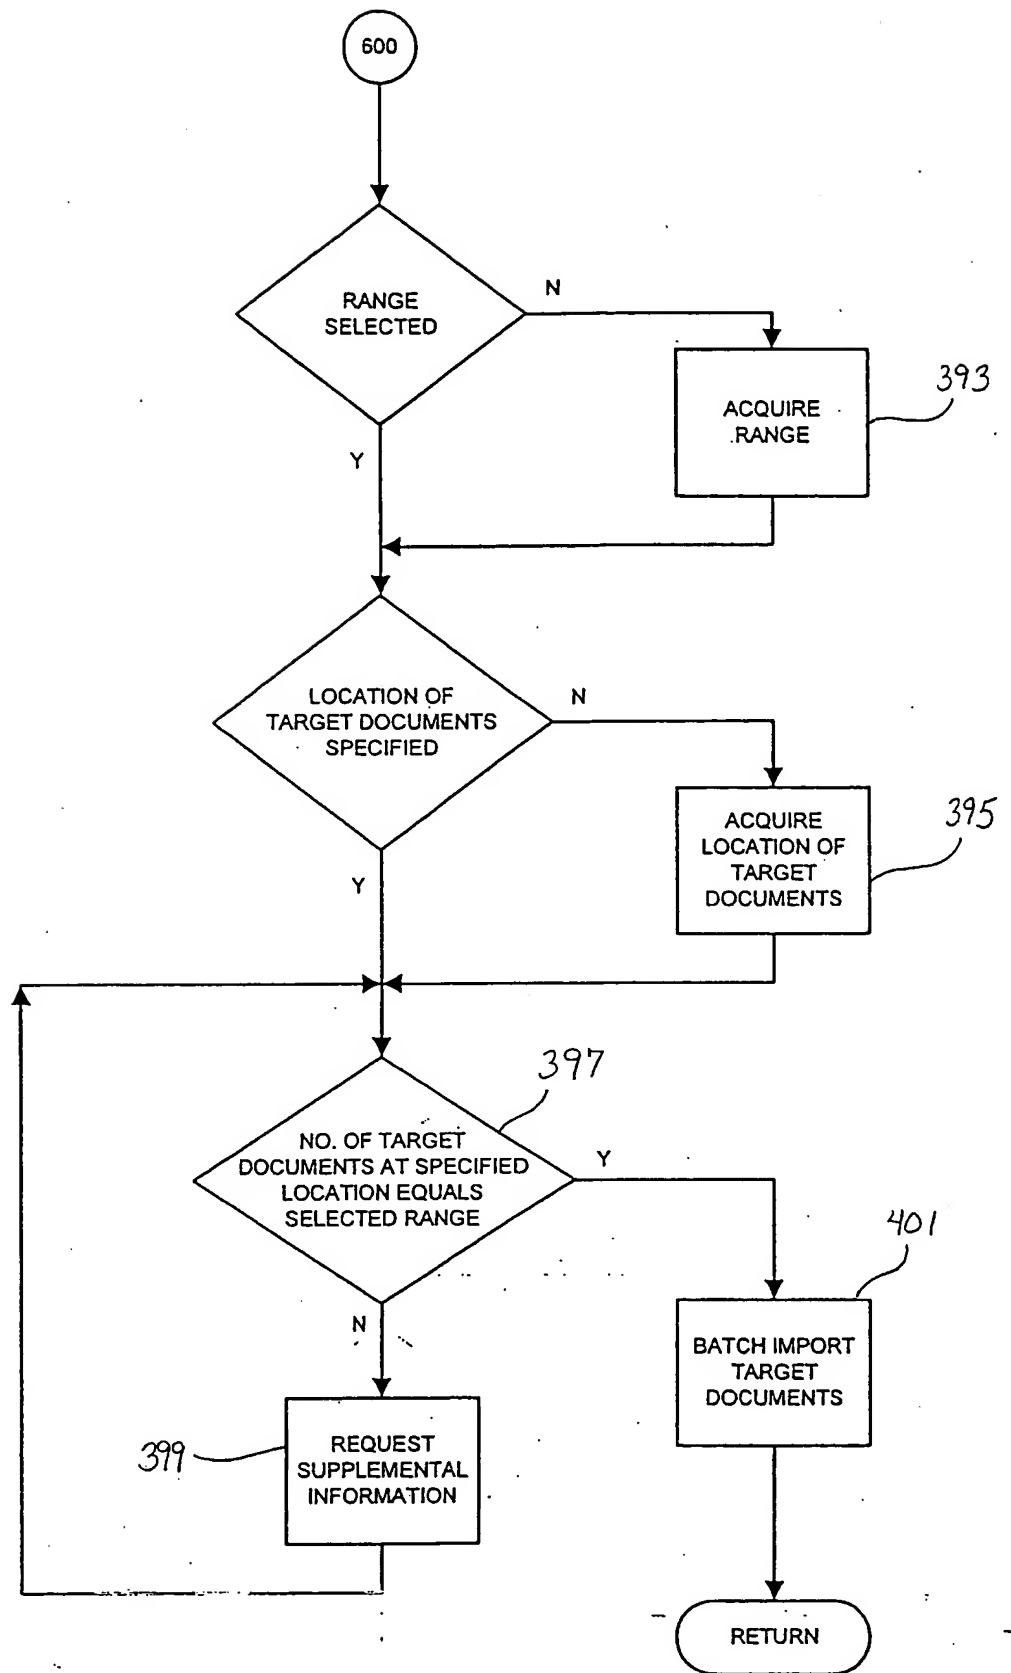 600
RANGE
SELECTED
N
393
ACQUIRE
RANGE
Y
LOCATION OF
TARGET DOCUMENTS
SPECIFIED
N
395
ACQUIRE
LOCATION OF
TARGET
DOCUMENTS
Y
397
NO. OF TARGET
DOCUMENTS AT SPECIFIED
LOCATION EQUALS
SELECTED RANGE
Y
401
BATCH IMPORT
TARGET
DOCUMENTS
N
399
REQUEST
SUPPLEMENTAL
INFORMATION
RETURN